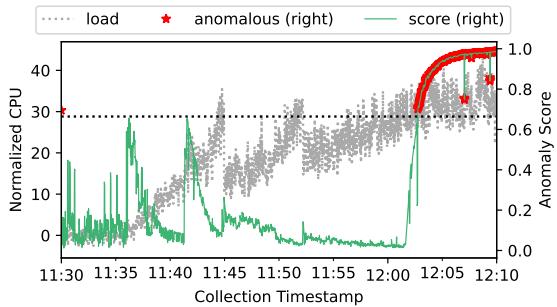 load anomalous (right) score (right)
Normalized CPU
40
30
20
10
0
Anomaly Score
1.0
0.8
0.6
0.4
0.2
0.0
11:30 11:35 11:40 11:45 11:50 11:55 12:00 12:05 12:10
Collection Timestamp